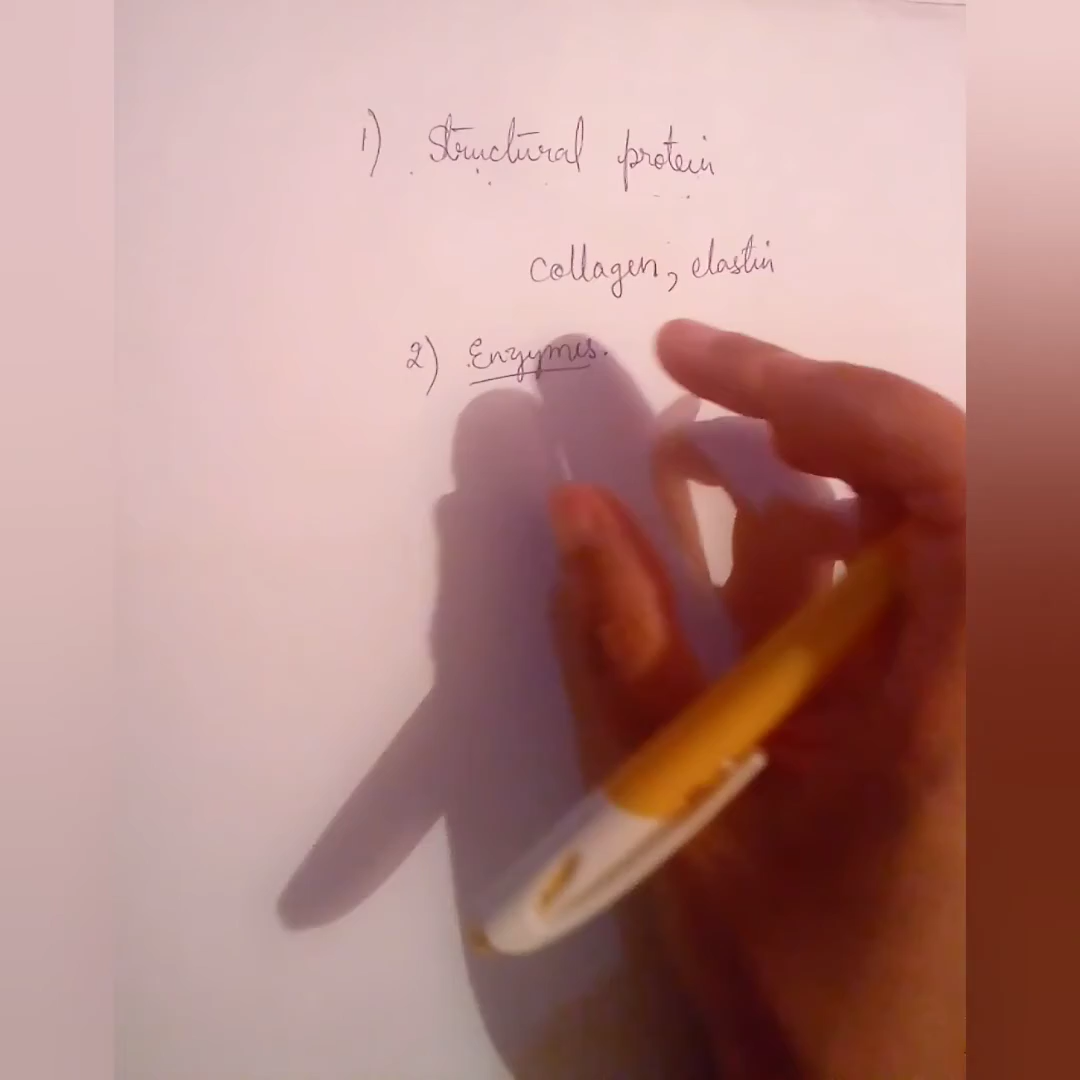 1) Structural protein
collagen, elastin
2) Enzymes.